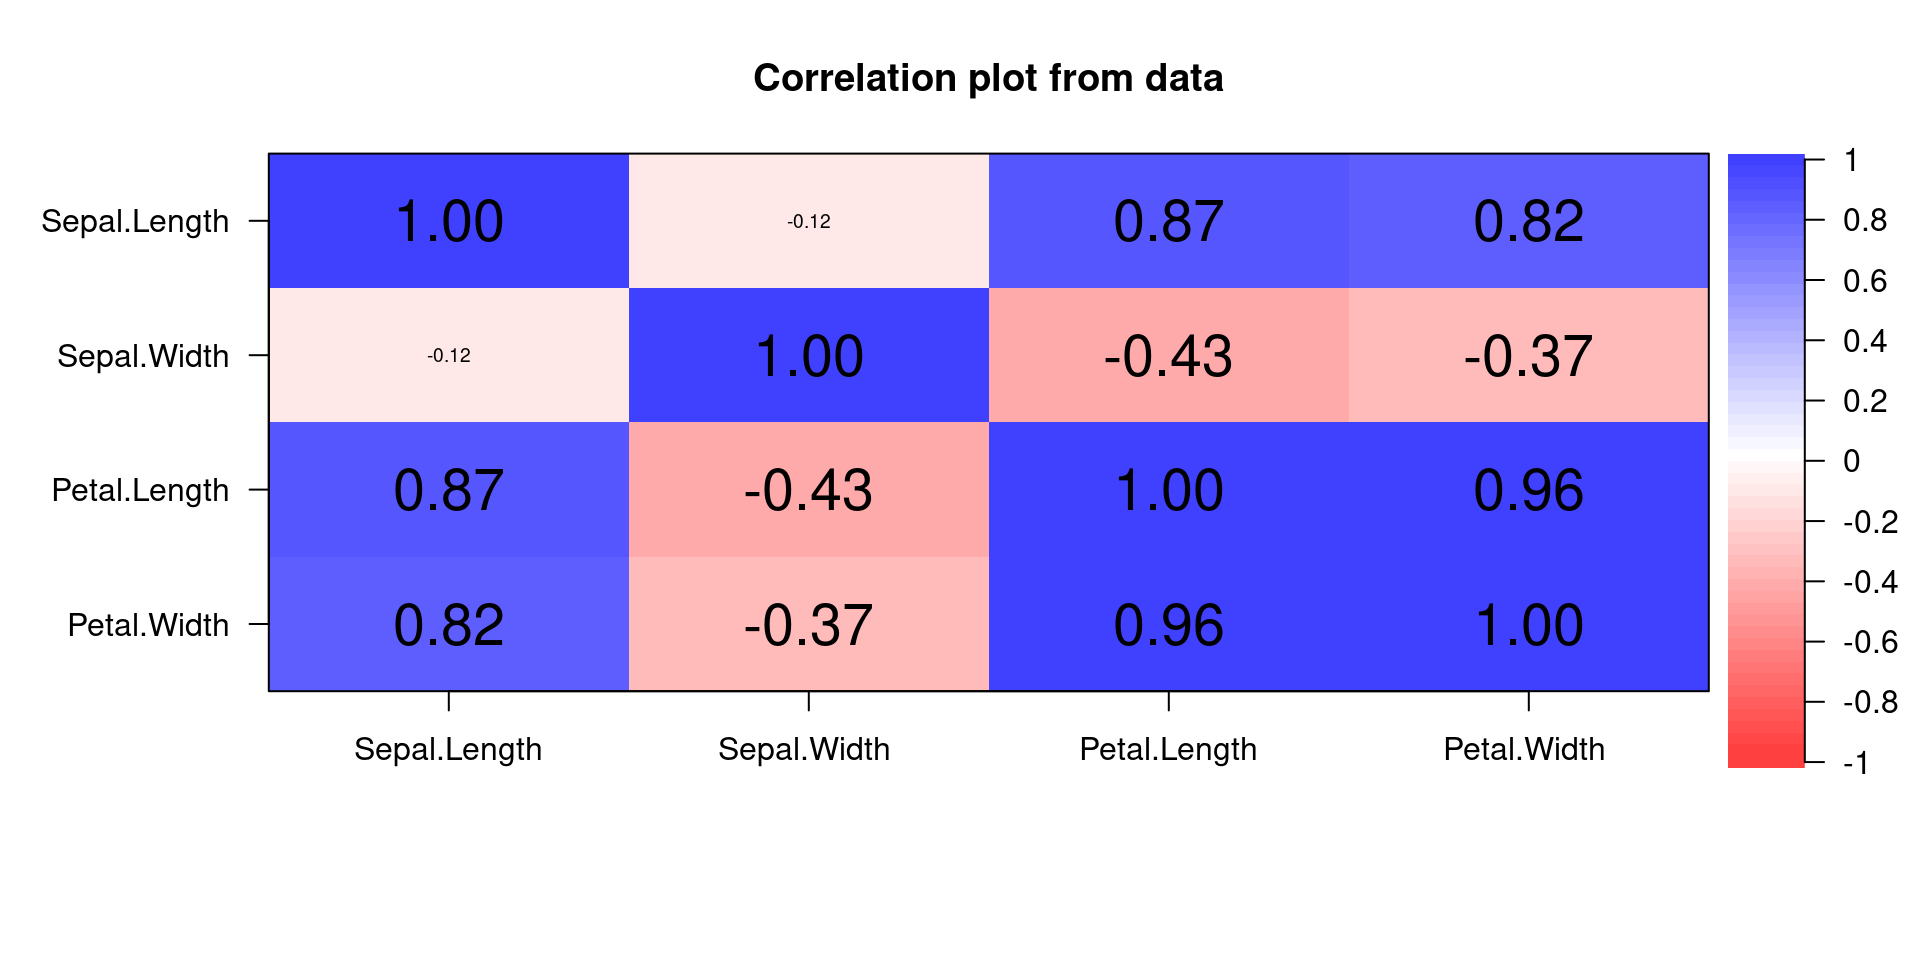 Correlation plot from data
Sepal.Length 1.00 -0.12 0.87 0.82
Sepal.Width -0.12 1.00 -0.43 -0.37
Petal.Length 0.87 -0.43 1.00 0.96
Petal.Width 0.82 -0.37 0.96 1.00
Sepal.Length Sepal.Width Petal.Length Petal.Width
1
0.8
0.6
0.4
0.2
0
-0.2
-0.4
-0.6
-0.8
-1